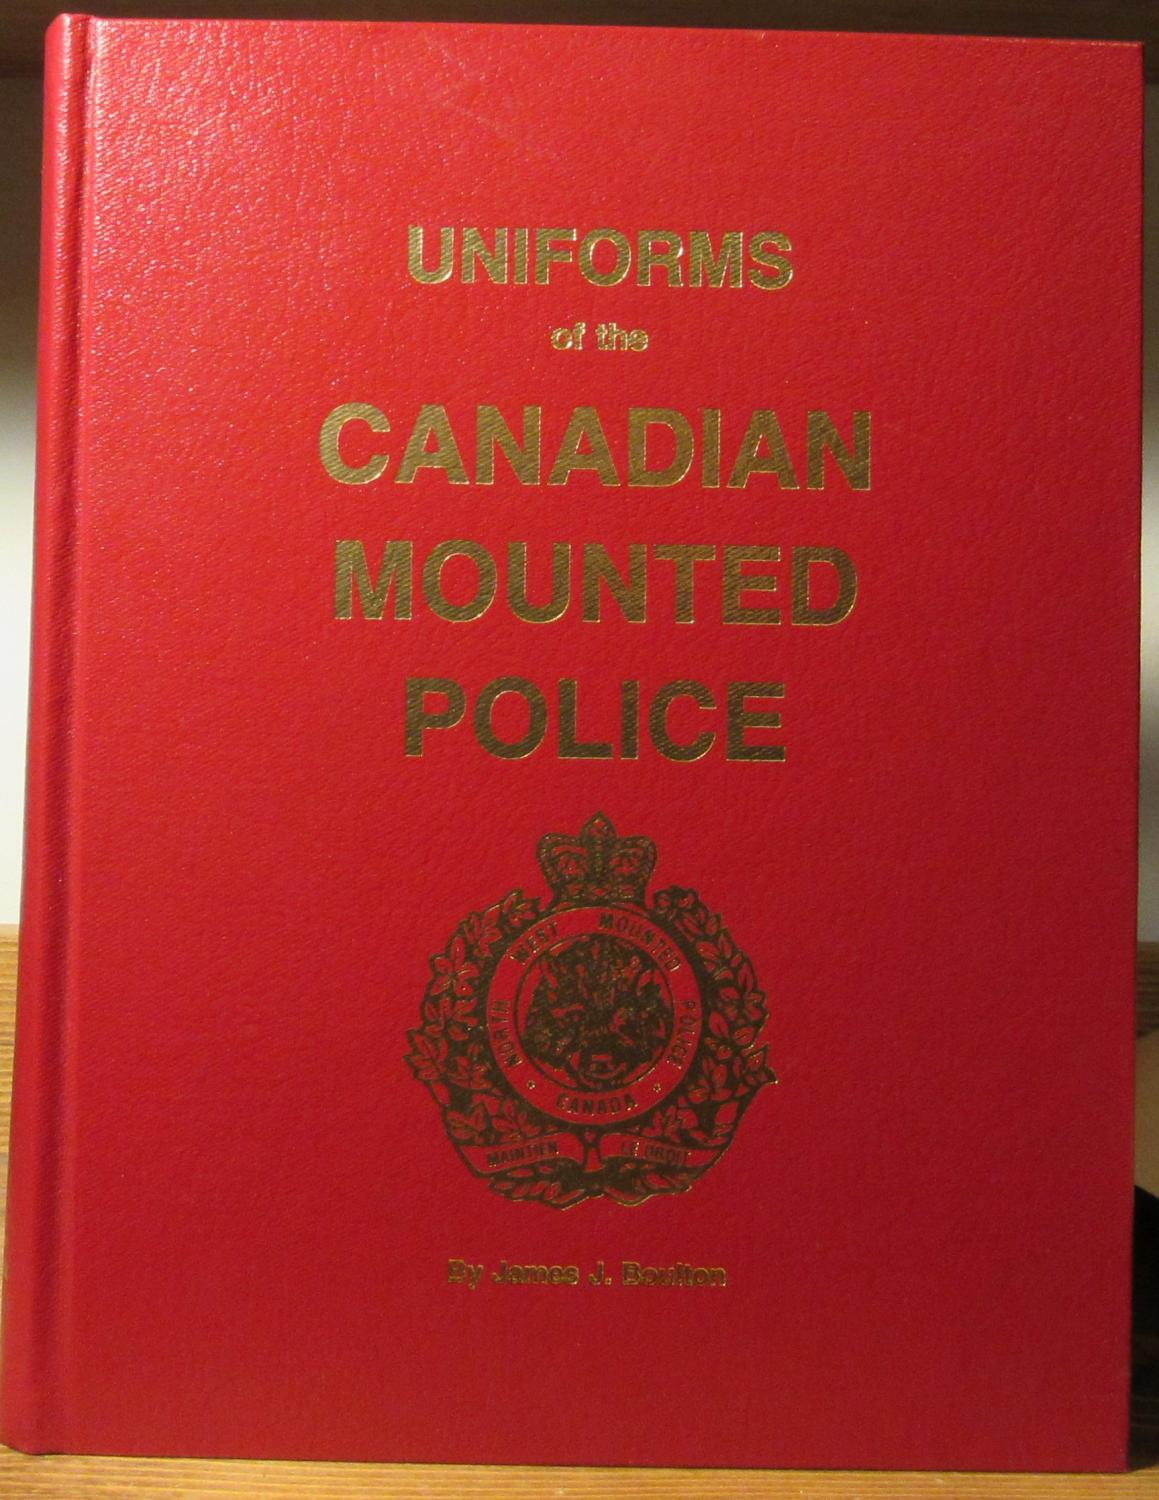 UNIFORMS
of the
CANADIAN
MOUNTED
POLICE
NORTH WEST MOUNTED POLICE
CANADA
MAINTIEN LE DROIT
By James J. Boulton